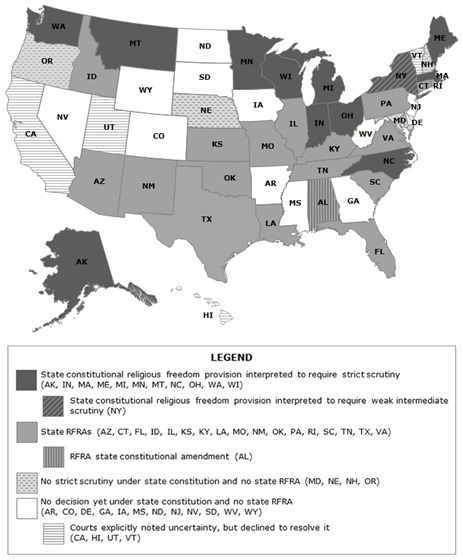 WA
MT
ND
MN
ME
VT
NH
OR
ID
SD
WI
NY
MA
MI
CT
RI
WY
IA
PA
NJ
NE
OH
MD
DE
NV
IL
IN
WV
VA
UT
CO
KS
MO
KY
CA
NC
TN
AZ
NM
OK
AR
SC
MS
AL
GA
TX
LA
FL
AK
HI
LEGEND
State constitutional religious freedom provision interpreted to require strict scrutiny
(AK, IN, MA, ME, MI, MN, MT, NC, OH, WA, WI)
State constitutional religious freedom provision interpreted to require weak intermediate
scrutiny (NY)
State RFRAs (AZ, CT, FL, ID, IL, KS, KY, LA, MO, NM, OK, PA, RI, SC, TN, TX, VA)
RFRA state constitutional amendment (AL)
No strict scrutiny under state constitution and no state RFRA (MD, NE, NH, OR)
No decision yet under state constitution and no state RFRA
(AR, CO, DE, GA, IA, MS, ND, NJ, NV, SD, WV, WY)
Courts explicitly noted uncertainty, but declined to resolve it
(CA, HI, UT, VT)